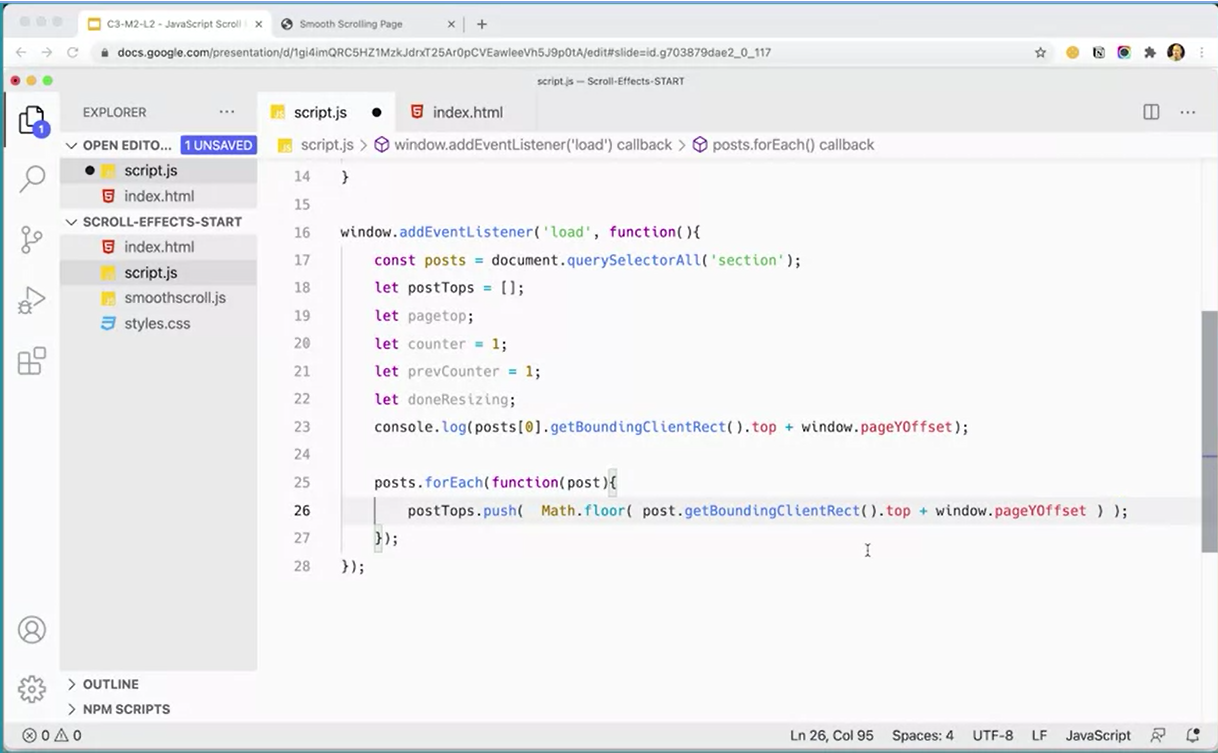 C3-M2-L2 - JavaScript Scroll
Smooth Scrolling Page
docs.google.com/presentation/d/1gi4imQRC5HZ1MzkJdrxT25Ar0pCVEawleeVh5J9p0tA/edit#slide=id.g703879dae2_0_117
script.js — Scroll-Effects-START
1
EXPLORER
script.js
index.html
OPEN EDITO...
1 UNSAVED
script.js > window.addEventListener('load') callback > posts.forEach() callback
script.js
index.html
SCROLL-EFFECTS-START
index.html
script.js
smoothscroll.js
styles.css
14 }
15
16 window.addEventListener('load', function(){
17 const posts = document.querySelectorAll('section');
18 let postTops = [];
19 let pagetop;
20 let counter = 1;
21 let prevCounter = 1;
22 let doneResizing;
23 console.log(posts[0].getBoundingClientRect().top + window.pageYOffset);
24
25 posts.forEach(function(post){
26 postTops.push(  Math.floor( post.getBoundingClientRect().top + window.pageYOffset ) );
27 });
28 });
OUTLINE
NPM SCRIPTS
0 0
Ln 26, Col 95 Spaces: 4 UTF-8 LF JavaScript